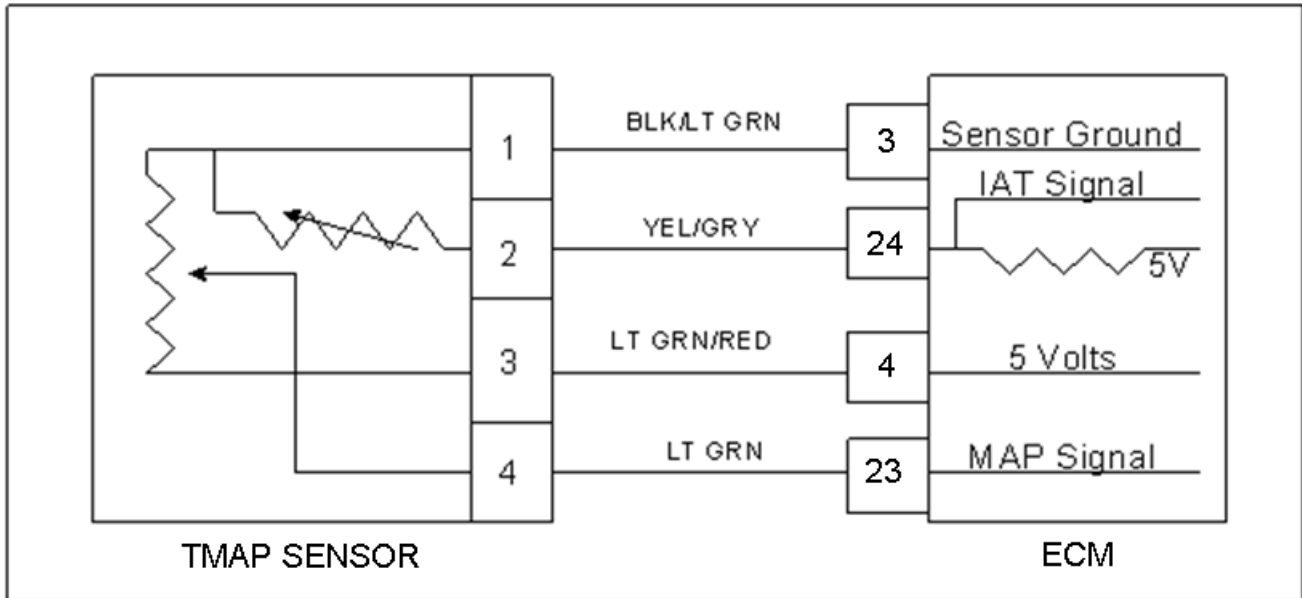 1
BLK/LT GRN
3
Sensor Ground
IAT Signal
2
YEL/GRY
24
5V
3
LT GRN/RED
4
5 Volts
4
LT GRN
23
MAP Signal
TMAP SENSOR
ECM